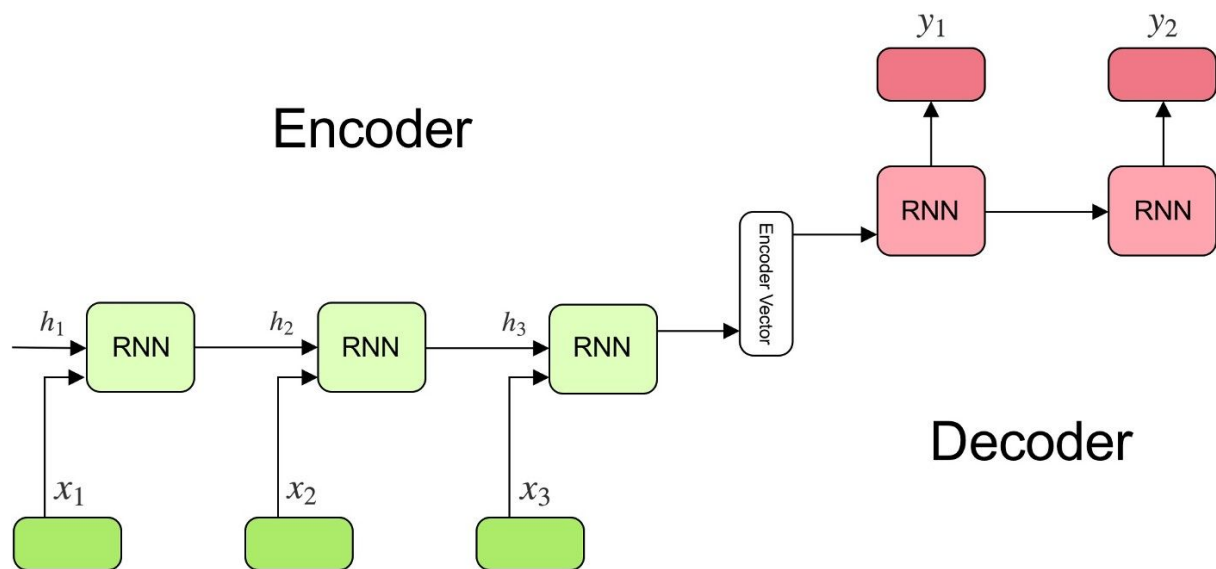 y₁ y₂
Encoder
RNN RNN
Encoder Vector
h₁ RNN h₂ RNN h₃ RNN
Decoder
x₁ x₂ x₃